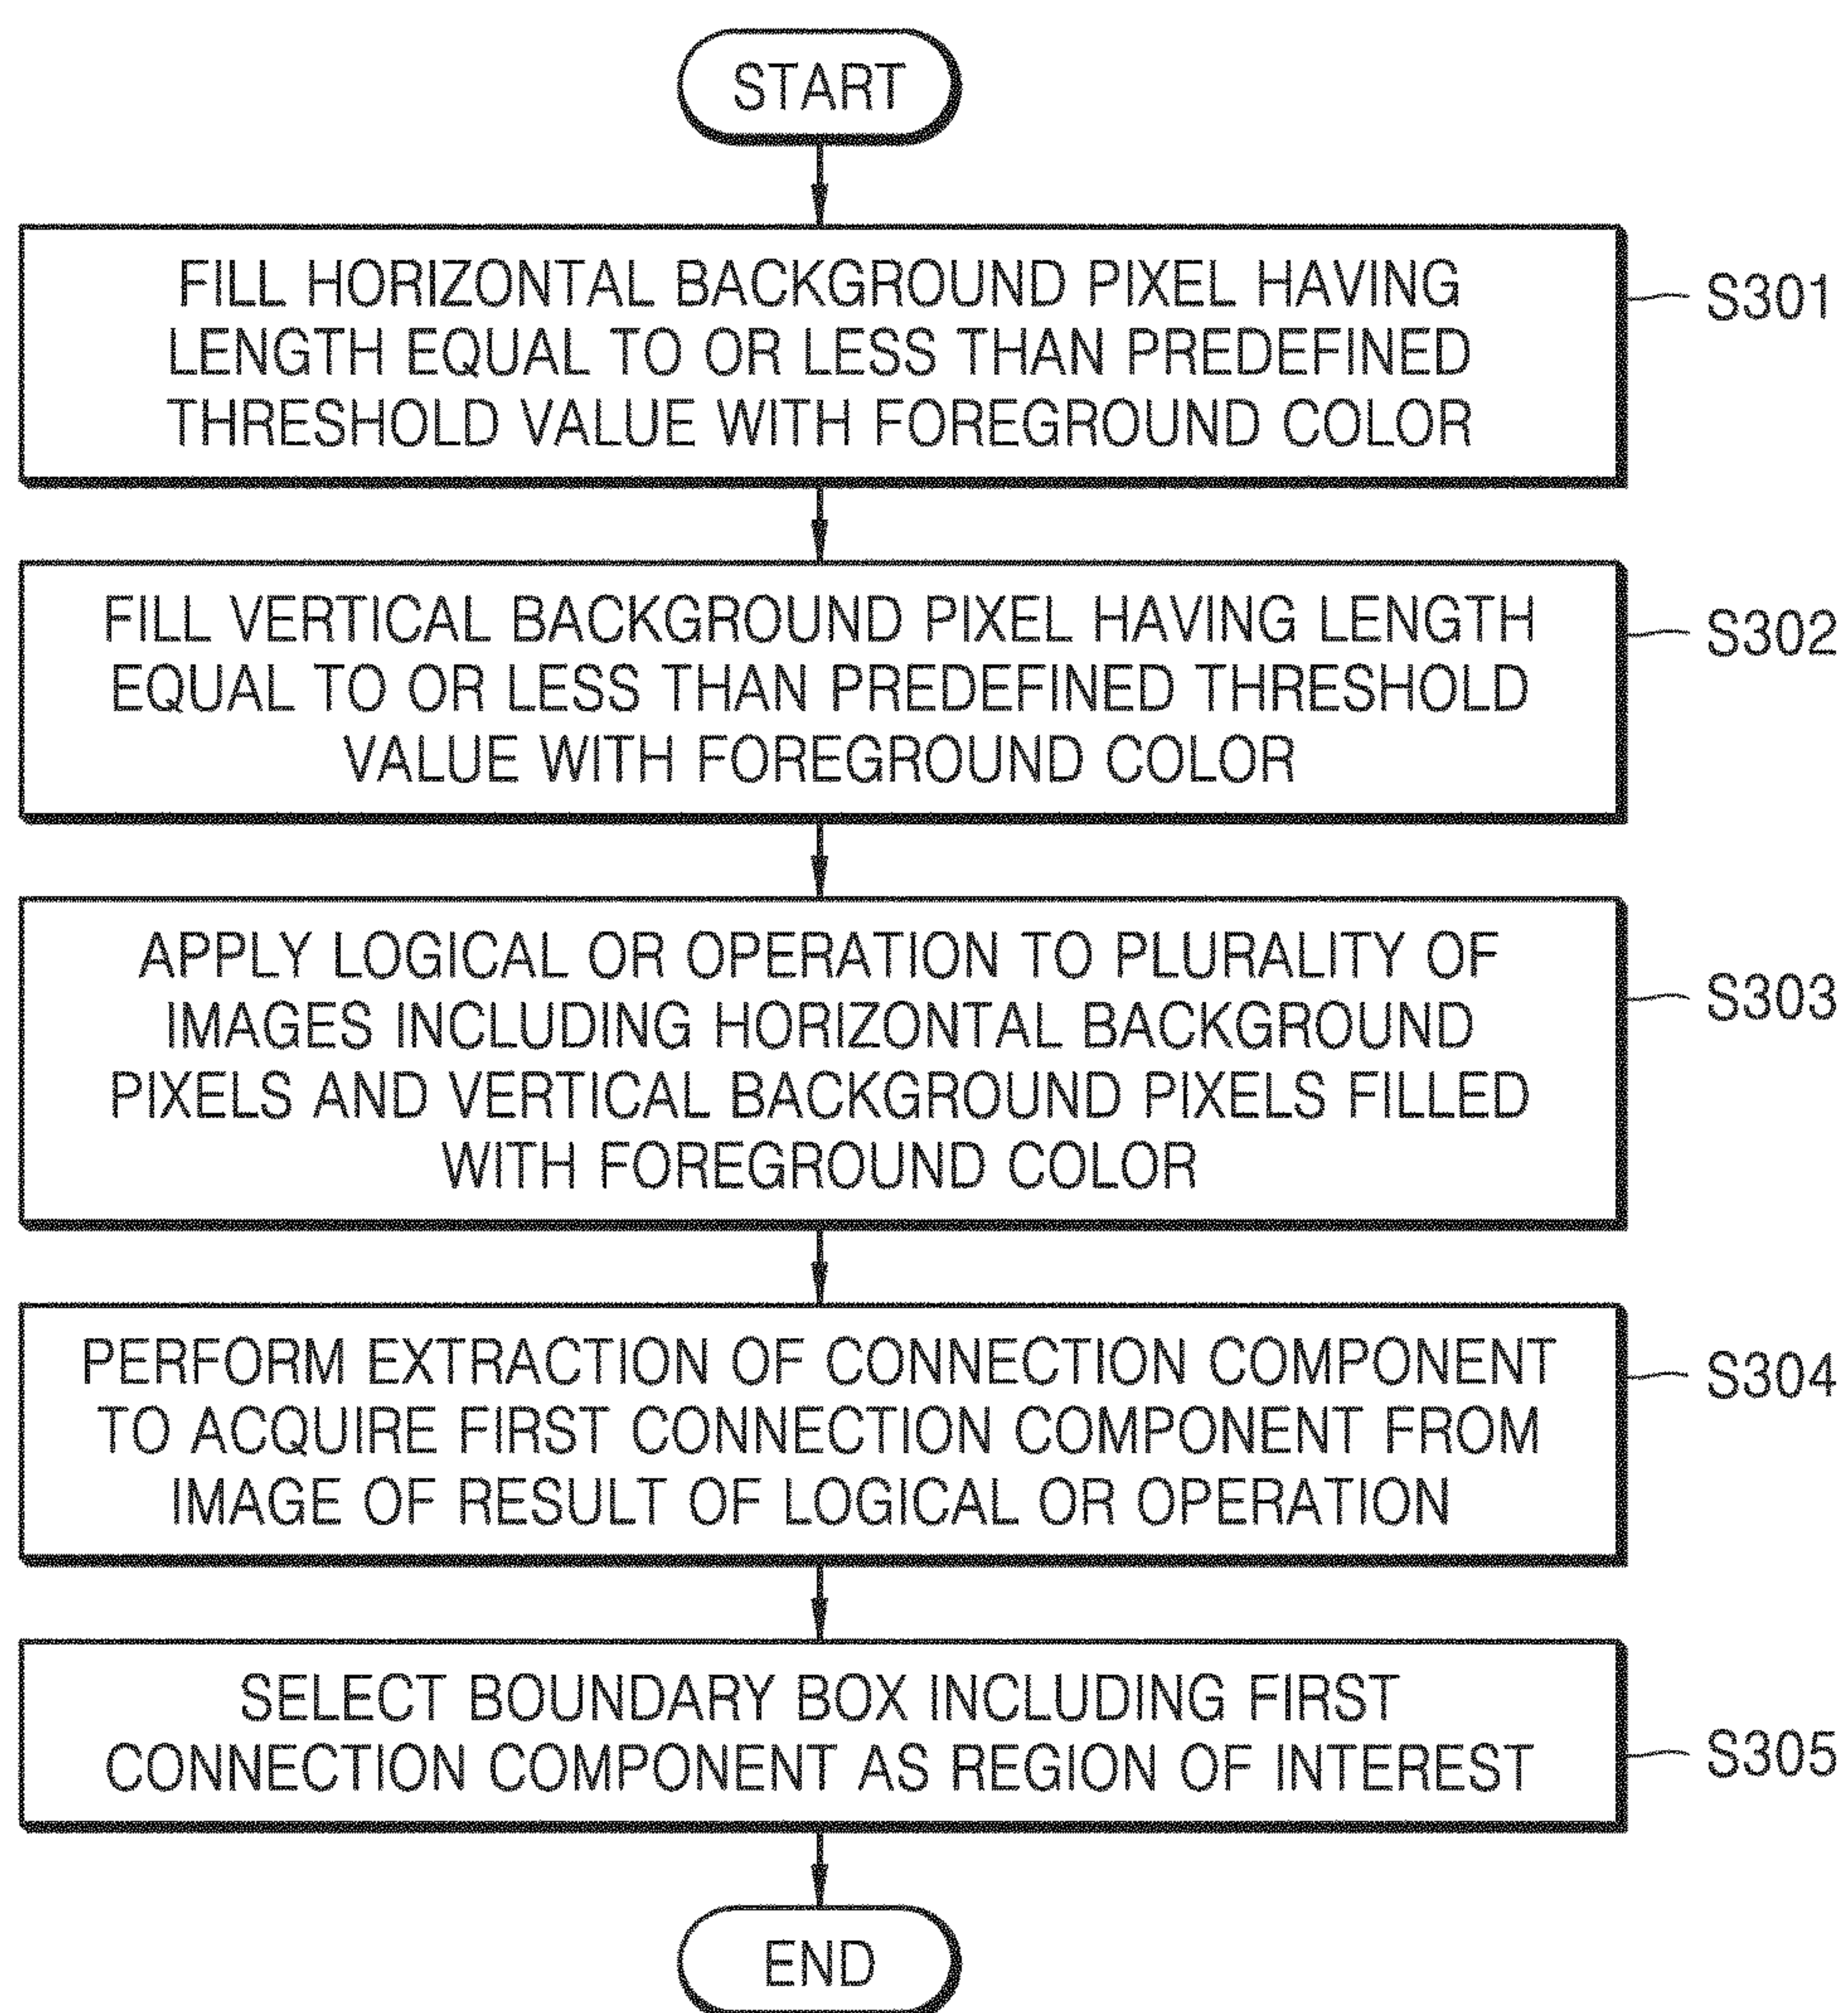 START
FILL HORIZONTAL BACKGROUND PIXEL HAVING
LENGTH EQUAL TO OR LESS THAN PREDEFINED
THRESHOLD VALUE WITH FOREGROUND COLOR
S301
FILL VERTICAL BACKGROUND PIXEL HAVING LENGTH
EQUAL TO OR LESS THAN PREDEFINED THRESHOLD
VALUE WITH FOREGROUND COLOR
S302
APPLY LOGICAL OR OPERATION TO PLURALITY OF
IMAGES INCLUDING HORIZONTAL BACKGROUND
PIXELS AND VERTICAL BACKGROUND PIXELS FILLED
WITH FOREGROUND COLOR
S303
PERFORM EXTRACTION OF CONNECTION COMPONENT
TO ACQUIRE FIRST CONNECTION COMPONENT FROM
IMAGE OF RESULT OF LOGICAL OR OPERATION
S304
SELECT BOUNDARY BOX INCLUDING FIRST
CONNECTION COMPONENT AS REGION OF INTEREST
S305
END